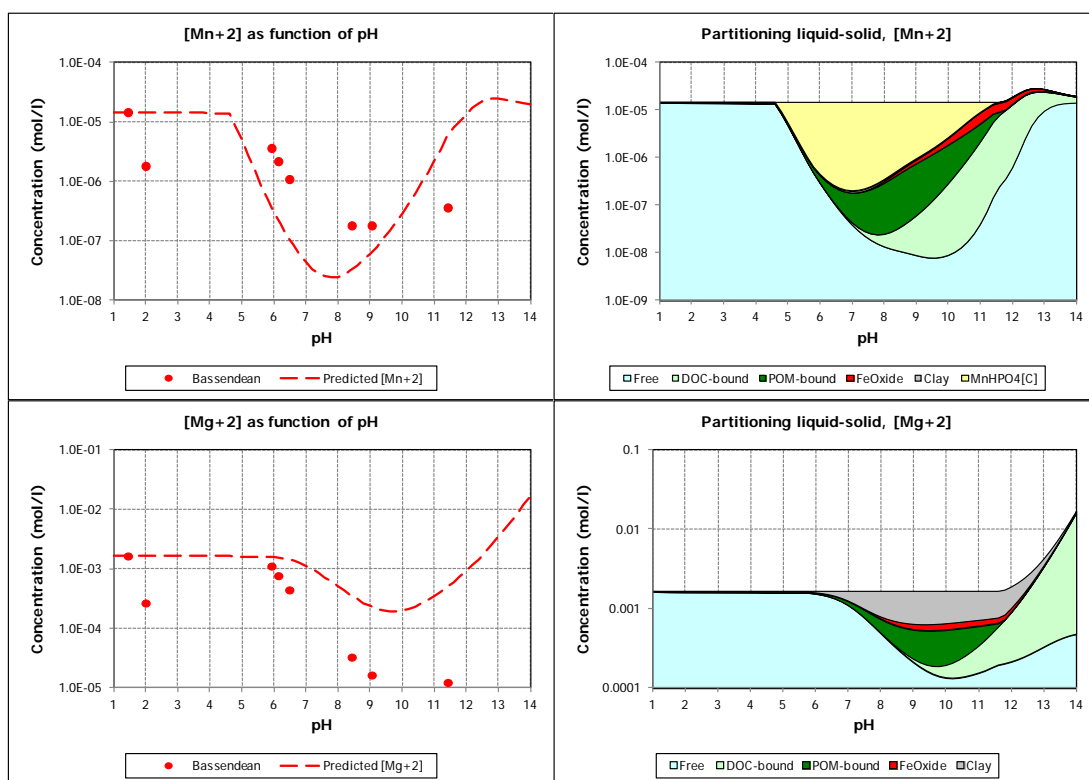 [Mn+2] as function of pH
Concentration (mol/l)
1.0E-04
1.0E-05
1.0E-06
1.0E-07
1.0E-08
1 2 3 4 5 6 7 8 9 10 11 12 13 14
pH
Bassendean Predicted [Mn+2]
Partitioning liquid-solid, [Mn+2]
Concentration (mol/l)
1.0E-04
1.0E-05
1.0E-06
1.0E-07
1.0E-08
1.0E-09
1 2 3 4 5 6 7 8 9 10 11 12 13 14
pH
Free DOC-bound POM-bound FeOxide Clay MnHPO4[C]
[Mg+2] as function of pH
Concentration (mol/l)
1.0E-01
1.0E-02
1.0E-03
1.0E-04
1.0E-05
1 2 3 4 5 6 7 8 9 10 11 12 13 14
pH
Bassendean Predicted [Mg+2]
Partitioning liquid-solid, [Mg+2]
Concentration (mol/l)
0.1
0.01
0.001
0.0001
1 2 3 4 5 6 7 8 9 10 11 12 13 14
pH
Free DOC-bound POM-bound FeOxide Clay